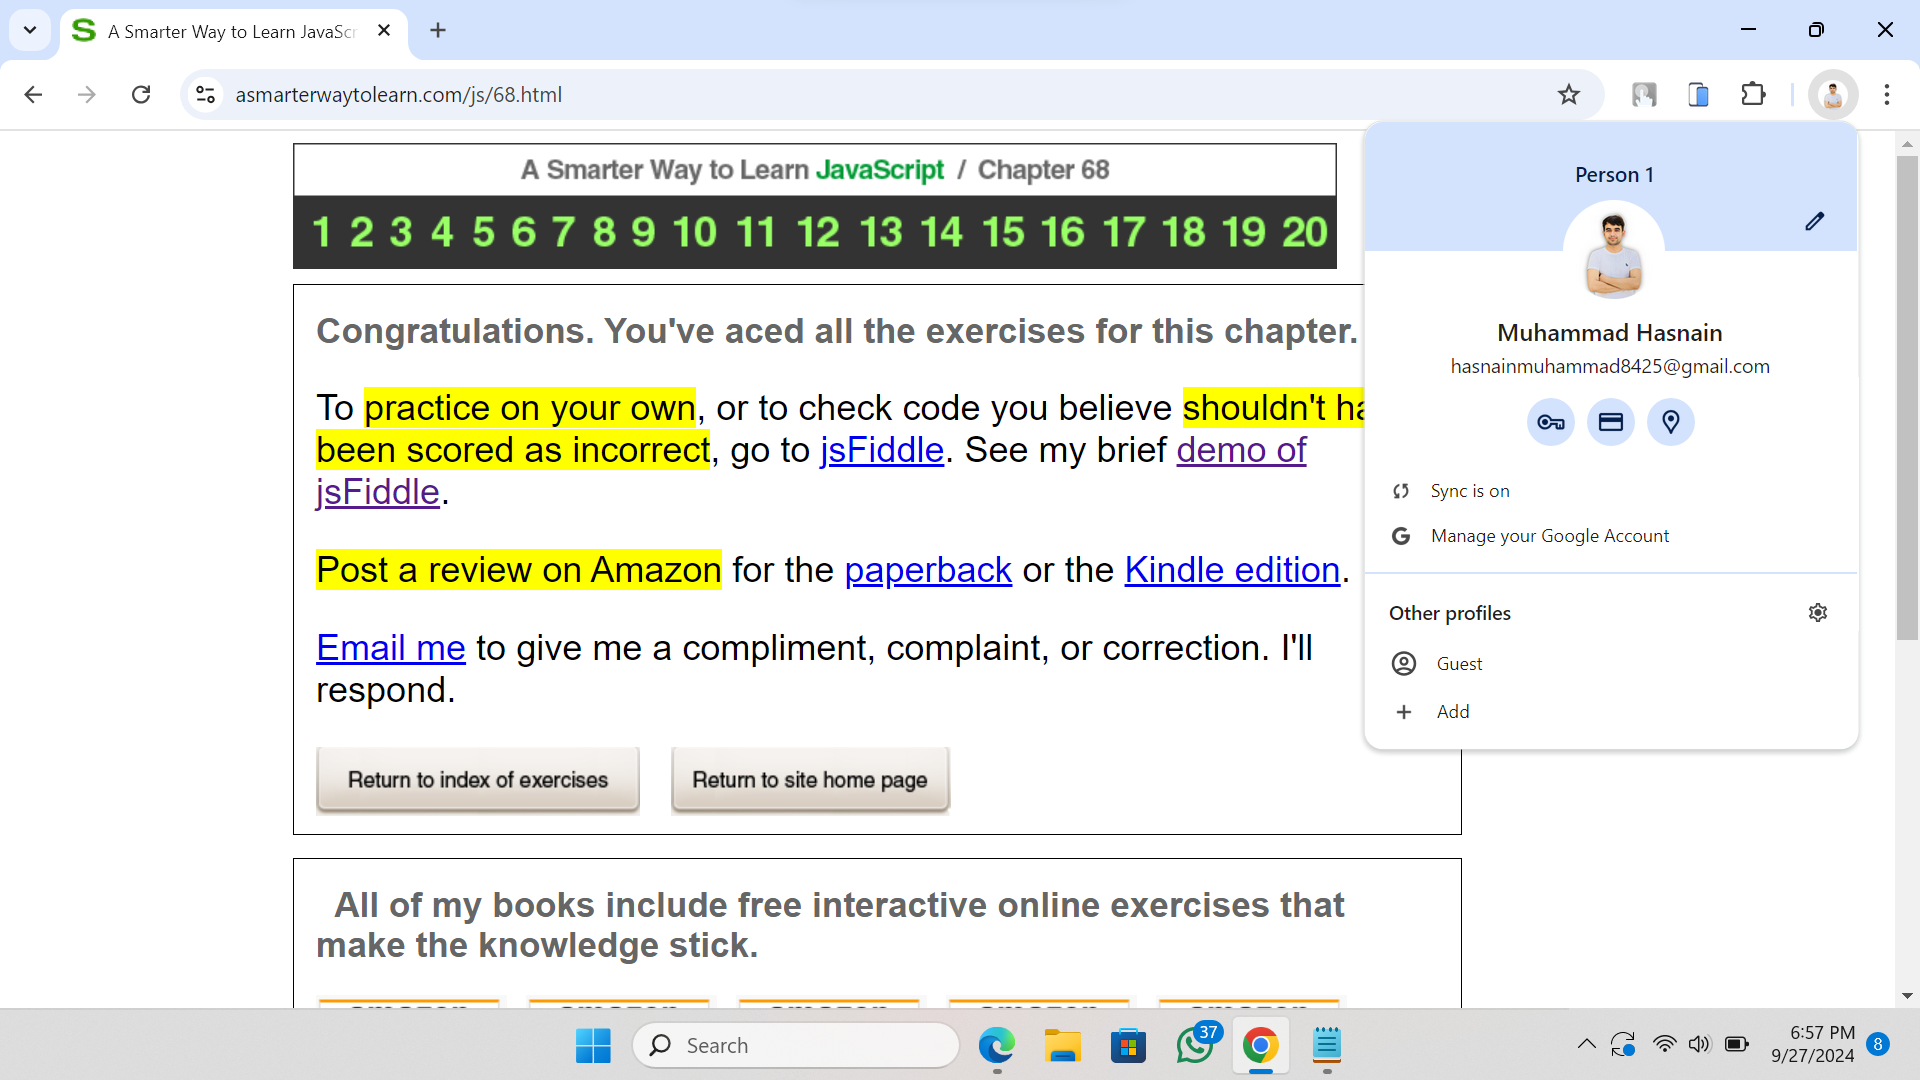 A Smarter Way to Learn JavaScr
asmarterwaytolearn.com/js/68.html
A Smarter Way to Learn JavaScript / Chapter 68
1 2 3 4 5 6 7 8 9 10 11 12 13 14 15 16 17 18 19 20
Congratulations. You've aced all the exercises for this chapter.
To practice on your own, or to check code you believe shouldn't ha
been scored as incorrect, go to jsFiddle. See my brief demo of
jsFiddle.
Post a review on Amazon for the paperback or the Kindle edition.
Email me to give me a compliment, complaint, or correction. I'll
respond.
Return to index of exercises
Return to site home page
All of my books include free interactive online exercises that
make the knowledge stick.
Person 1
Muhammad Hasnain
hasnainmuhammad8425@gmail.com
Sync is on
Manage your Google Account
Other profiles
Guest
Add
Search
37
6:57 PM
9/27/2024
8